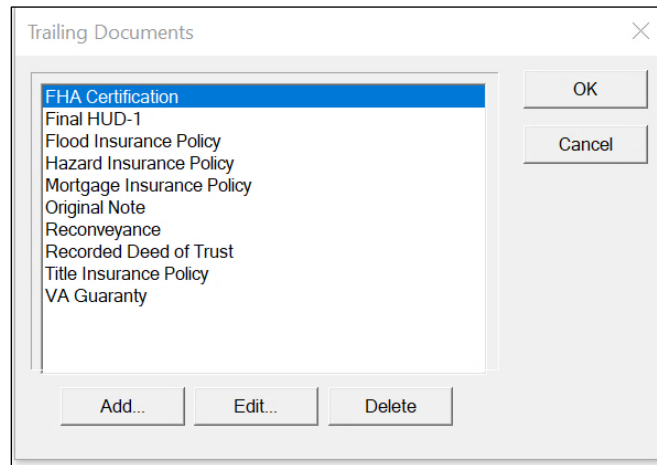 Trailing Documents
OK
Cancel
FHA Certification
Final HUD-1
Flood Insurance Policy
Hazard Insurance Policy
Mortgage Insurance Policy
Original Note
Reconveyance
Recorded Deed of Trust
Title Insurance Policy
VA Guaranty
Add...
Edit...
Delete